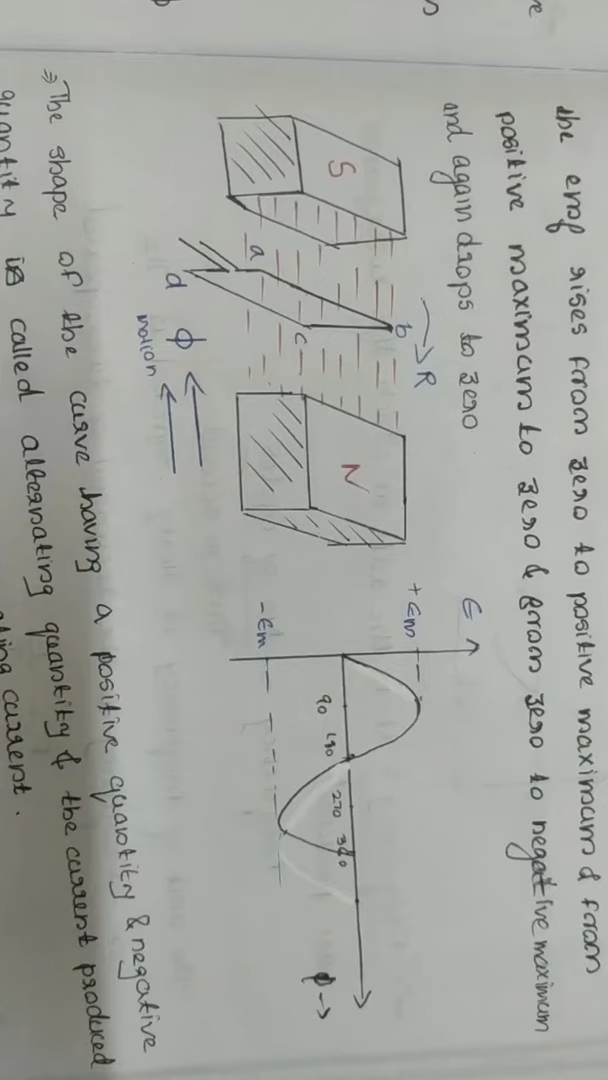 the emf rises from zero to positive maximum & from
positive maximum to zero & from zero to negative maximum
and again drops to zero
S
a
b
c
d
R
N
Φ
motion
E
+Em
-Em
90
180
270
360
Φ→
⇒ The shape of the curve having a positive quantity & negative
quantity is called alternating quantity & the current produced
current.